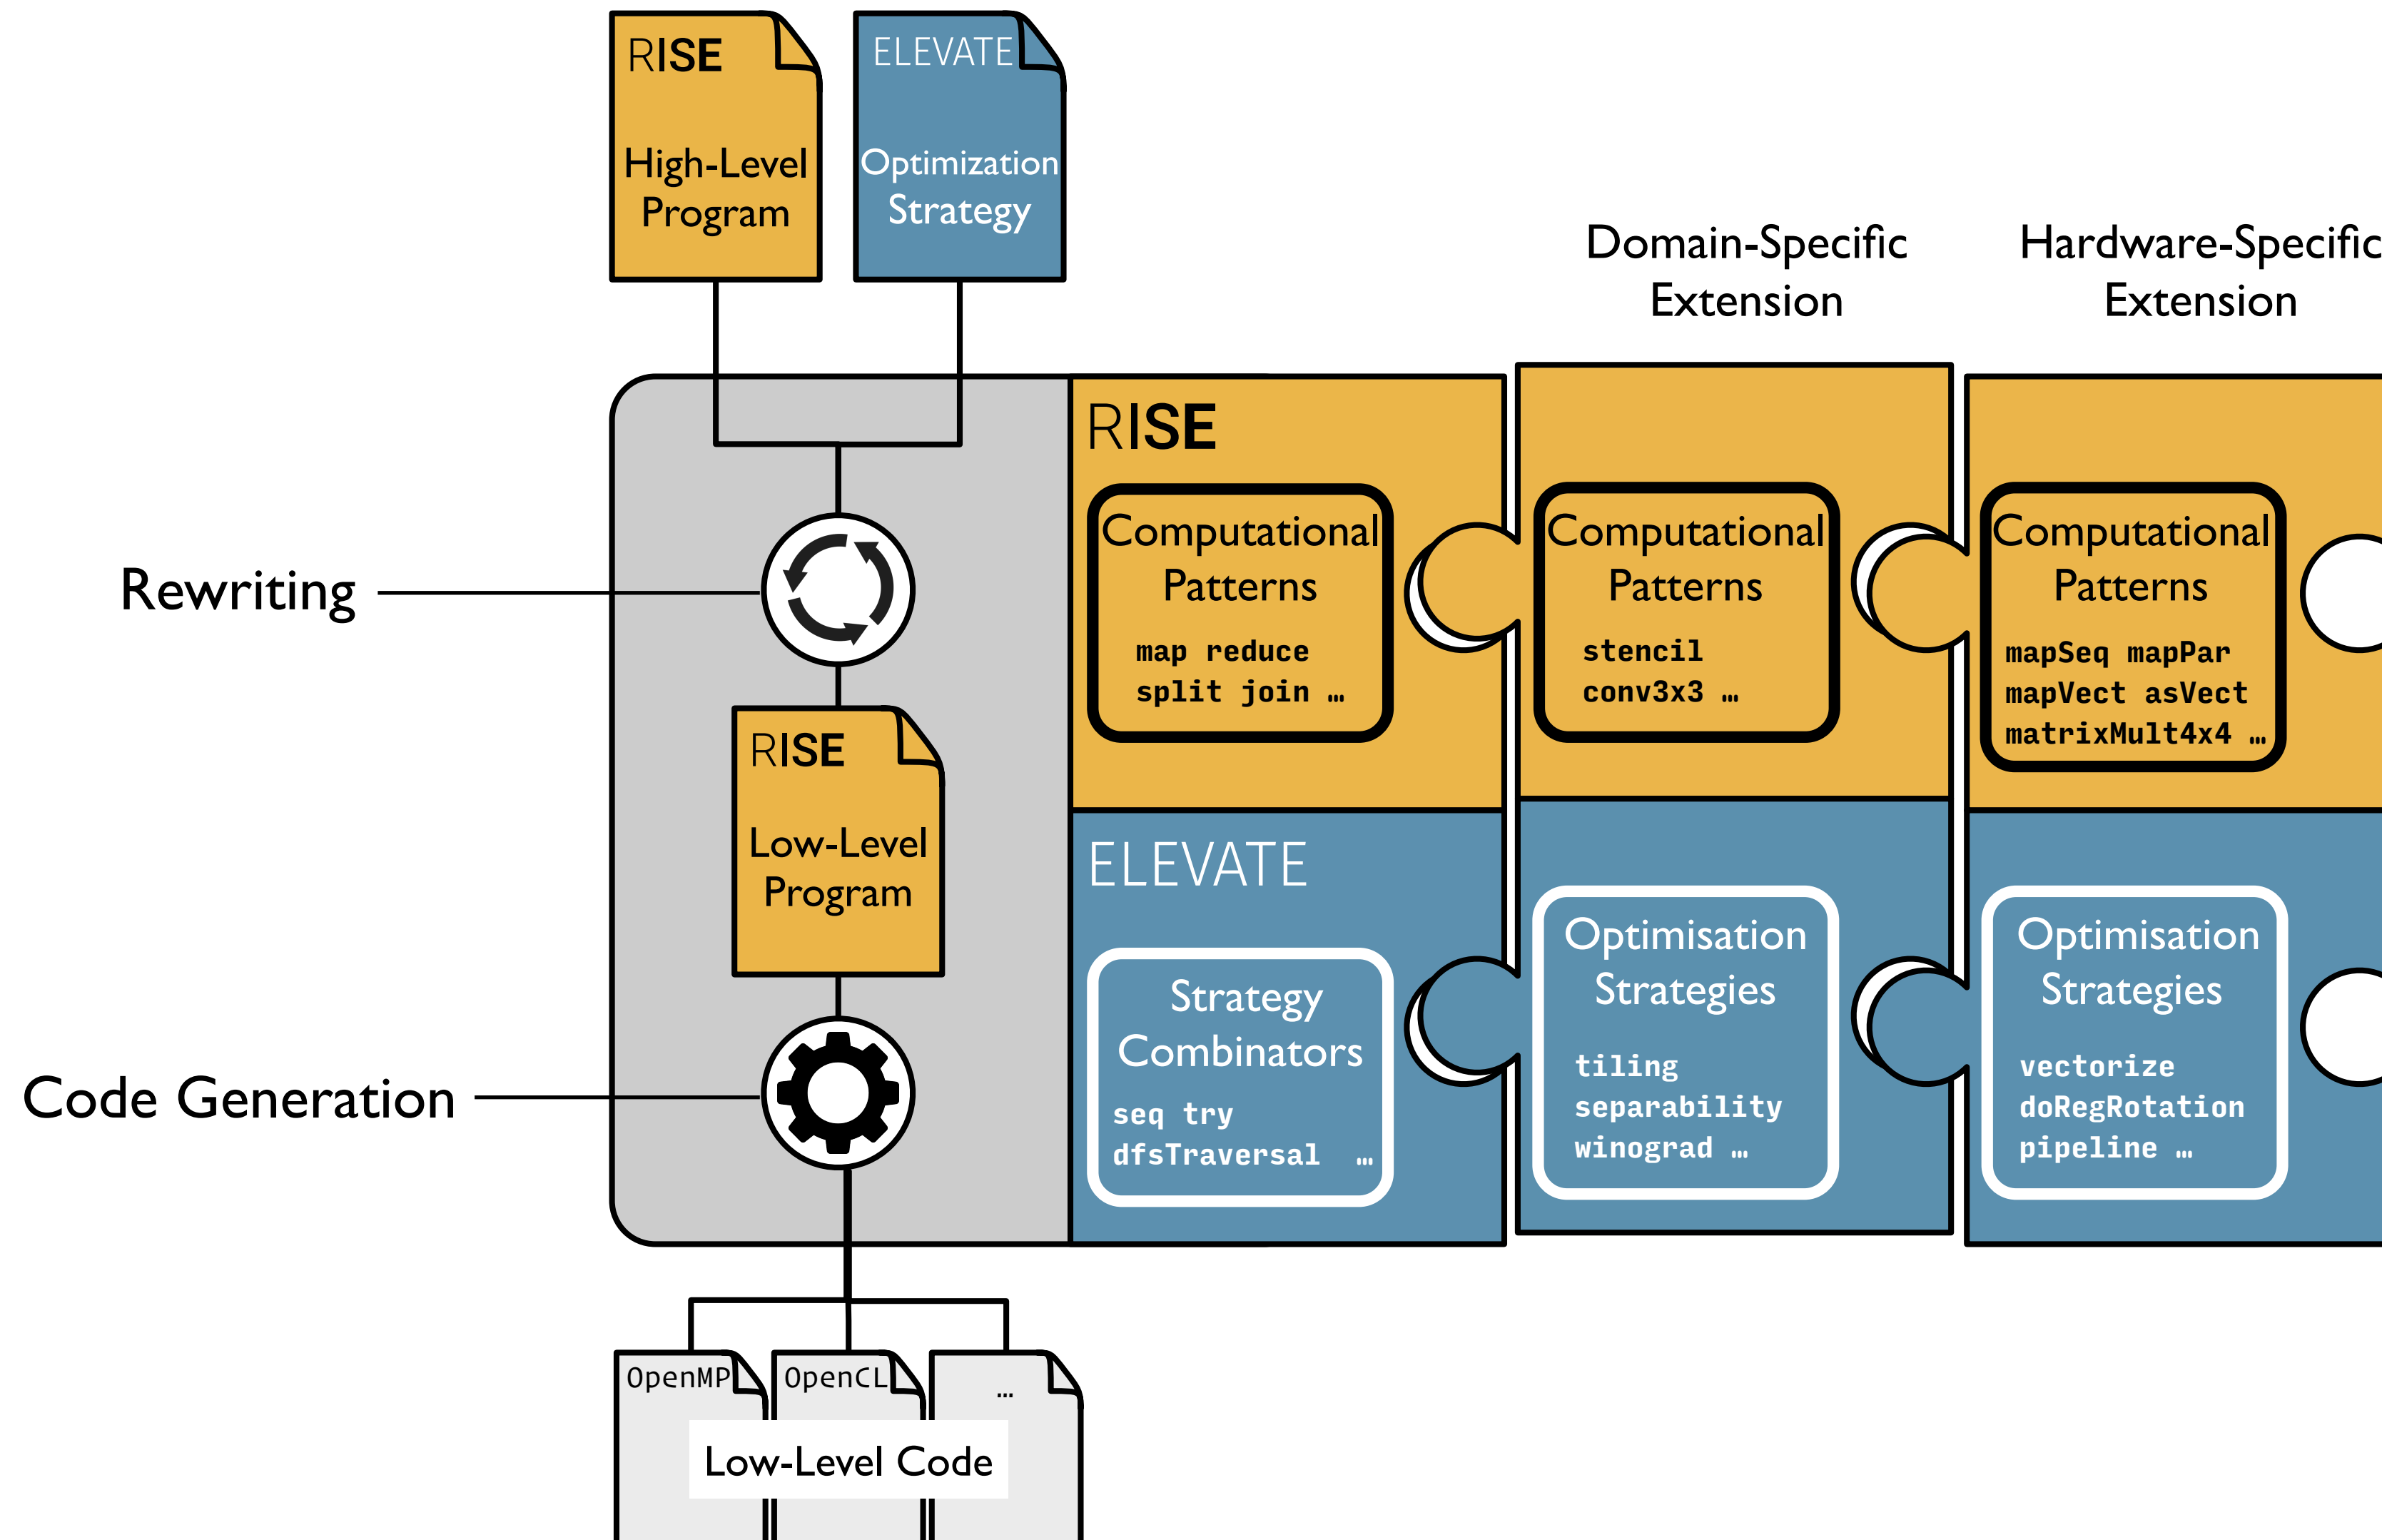 RISE
High-Level
Program
ELEVATE
Optimization
Strategy
Domain-Specific
Extension
Hardware-Specific
Extension
Rewriting
RISE
Low-Level
Program
Code Generation
RISE
Computational
Patterns
map reduce
split join …
Computational
Patterns
stencil
conv3x3 …
Computational
Patterns
mapSeq mapPar
mapVect asVect
matrixMult4x4 …
ELEVATE
Strategy
Combinators
seq try
dfsTraversal …
Optimisation
Strategies
tiling
separability
winograd …
Optimisation
Strategies
vectorize
doRegRotation
pipeline …
OpenMP
OpenCL
…
Low-Level Code